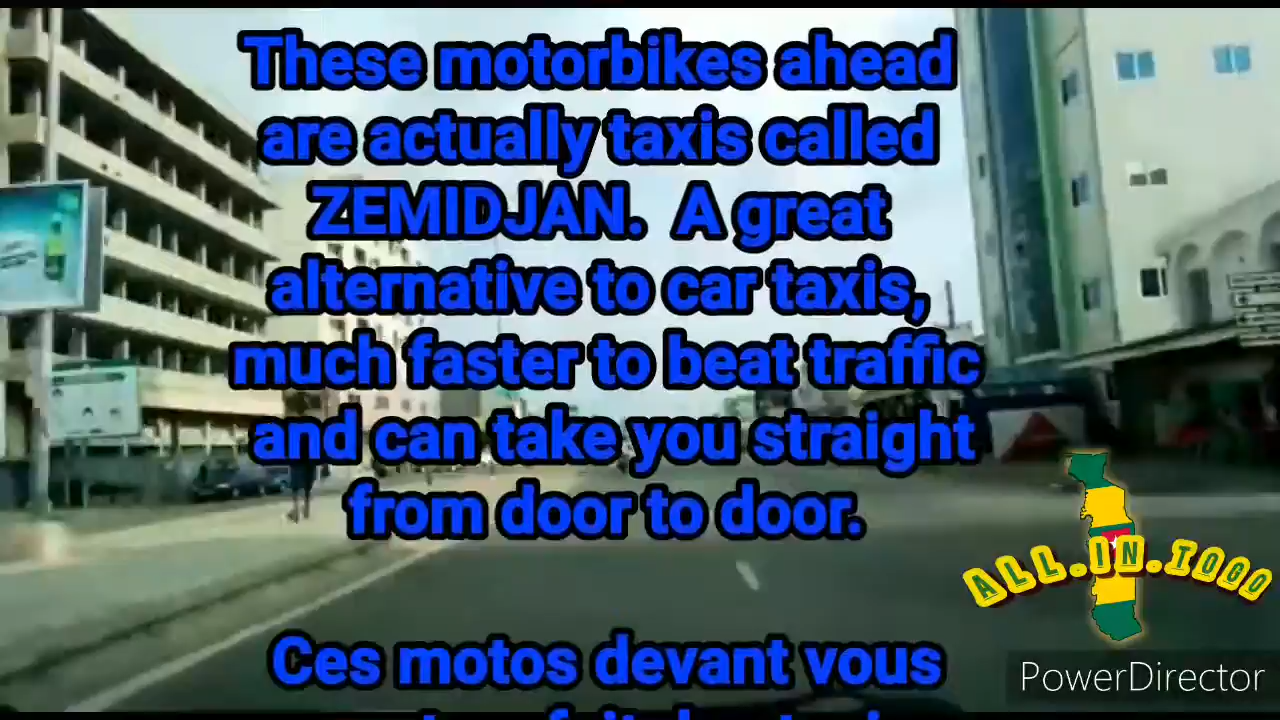 These motorbikes ahead
are actually taxis called
ZEMIDJAN. A great
alternative to car taxis,
much faster to beat traffic
and can take you straight
from door to door.
Ces motos devant vous
ALL.IN.TOGO
PowerDirector